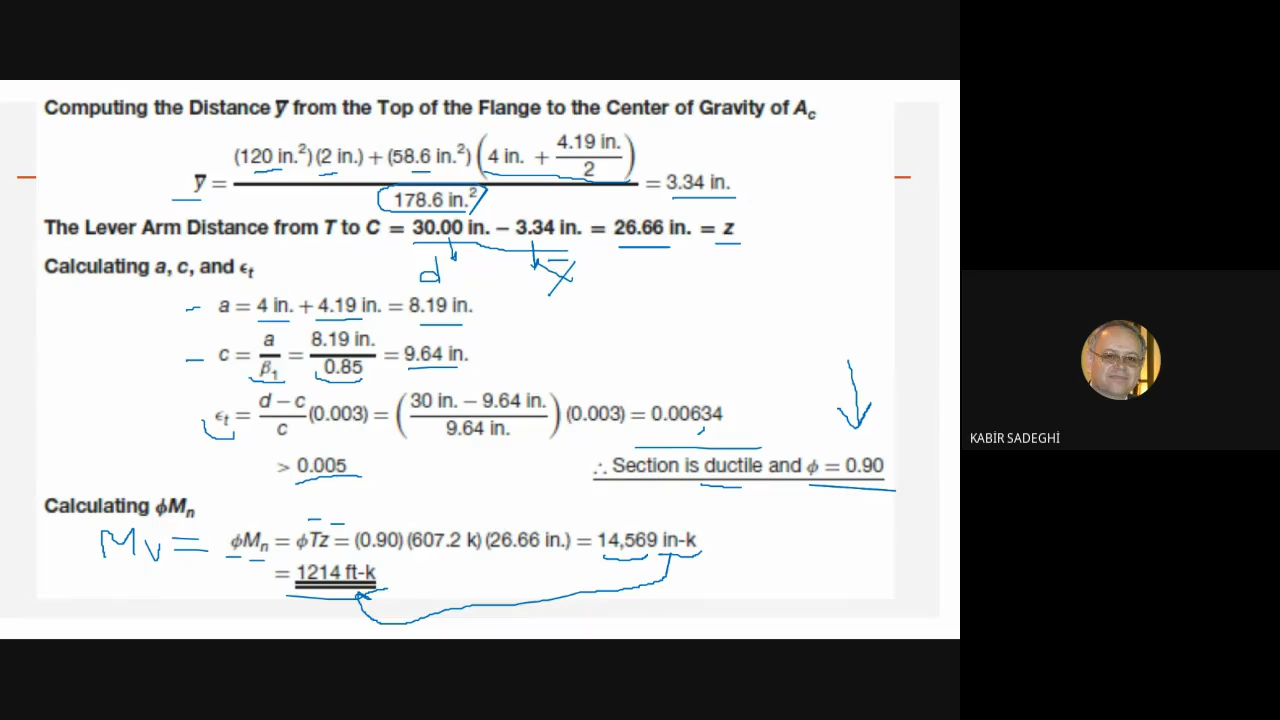 Computing the Distance ȳ from the Top of the Flange to the Center of Gravity of A_c
ȳ = (120 in.²)(2 in.) + (58.6 in.²)(4 in. + 4.19 in./2) / 178.6 in.² = 3.34 in.
The Lever Arm Distance from T to C = 30.00 in. − 3.34 in. = 26.66 in. = z
d
Calculating a, c, and ϵ_t
a = 4 in. + 4.19 in. = 8.19 in.
c = a/β₁ = 8.19 in./0.85 = 9.64 in.
ϵ_t = d − c/c (0.003) = (30 in. − 9.64 in./9.64 in.) (0.003) = 0.00634
> 0.005 ∴ Section is ductile and ϕ = 0.90
KABİR SADEGHİ
Calculating ϕM_n
Mv = ϕM_n = ϕTz = (0.90)(607.2 k)(26.66 in.) = 14,569 in-k
= 1214 ft-k